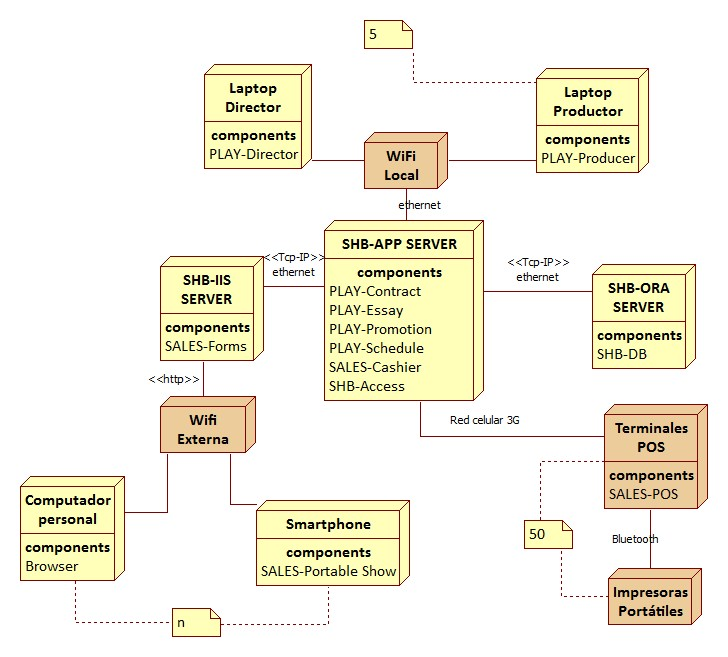 5
Laptop
Director
components
PLAY-Director
Laptop
Productor
components
PLAY-Producer
WiFi
Local
ethernet
SHB-APP SERVER
components
PLAY-Contract
PLAY-Essay
PLAY-Promotion
PLAY-Schedule
SALES-Cashier
SHB-Access
<<Tcp-IP>>
ethernet
<<Tcp-IP>>
ethernet
SHB-IIS
SERVER
components
SALES-Forms
SHB-ORA
SERVER
components
SHB-DB
<<http>>
Wifi
Externa
Red celular 3G
Terminales
POS
components
SALES-POS
Computador
personal
components
Browser
Smartphone
components
SALES-Portable Show
50
Bluetooth
Impresoras
Portátiles
n